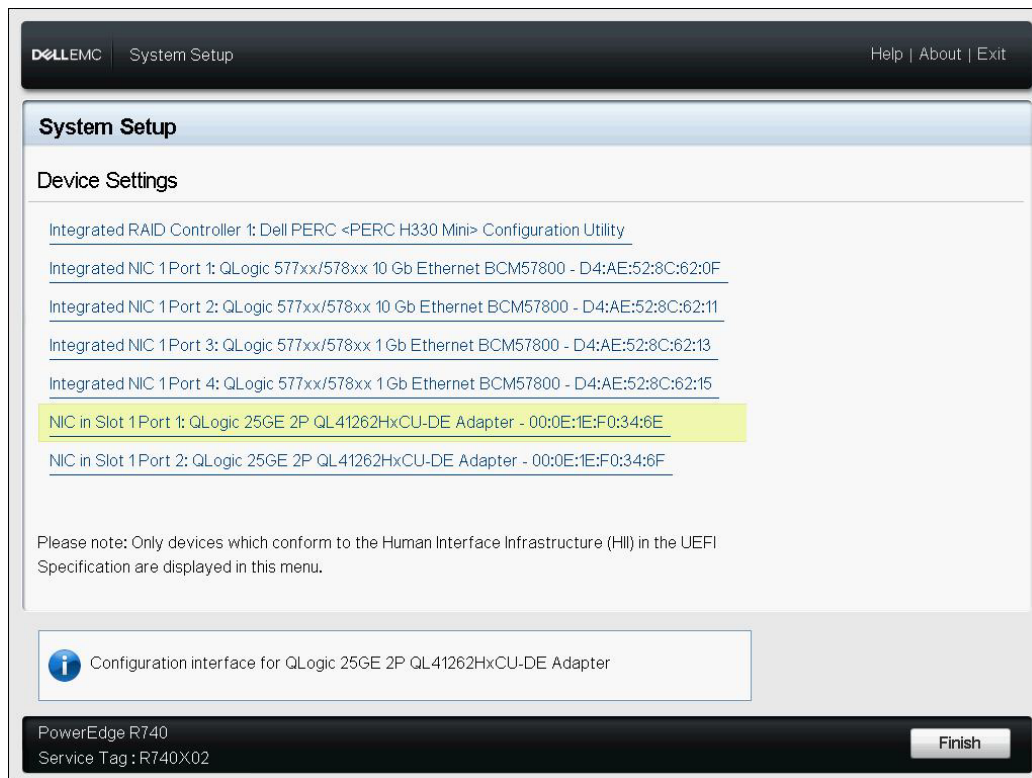 DELLEMC System Setup Help | About | Exit
System Setup
Device Settings
Integrated RAID Controller 1: Dell PERC <PERC H330 Mini> Configuration Utility
Integrated NIC 1 Port 1: QLogic 577xx/578xx 10 Gb Ethernet BCM57800 - D4:AE:52:8C:62:0F
Integrated NIC 1 Port 2: QLogic 577xx/578xx 10 Gb Ethernet BCM57800 - D4:AE:52:8C:62:11
Integrated NIC 1 Port 3: QLogic 577xx/578xx 1 Gb Ethernet BCM57800 - D4:AE:52:8C:62:13
Integrated NIC 1 Port 4: QLogic 577xx/578xx 1 Gb Ethernet BCM57800 - D4:AE:52:8C:62:15
NIC in Slot 1 Port 1: QLogic 25GE 2P QL41262HxCU-DE Adapter - 00:0E:1E:F0:34:6E
NIC in Slot 1 Port 2: QLogic 25GE 2P QL41262HxCU-DE Adapter - 00:0E:1E:F0:34:6F
Please note: Only devices which conform to the Human Interface Infrastructure (HII) in the UEFI
Specification are displayed in this menu.
Configuration interface for QLogic 25GE 2P QL41262HxCU-DE Adapter
PowerEdge R740
Service Tag : R740X02
Finish